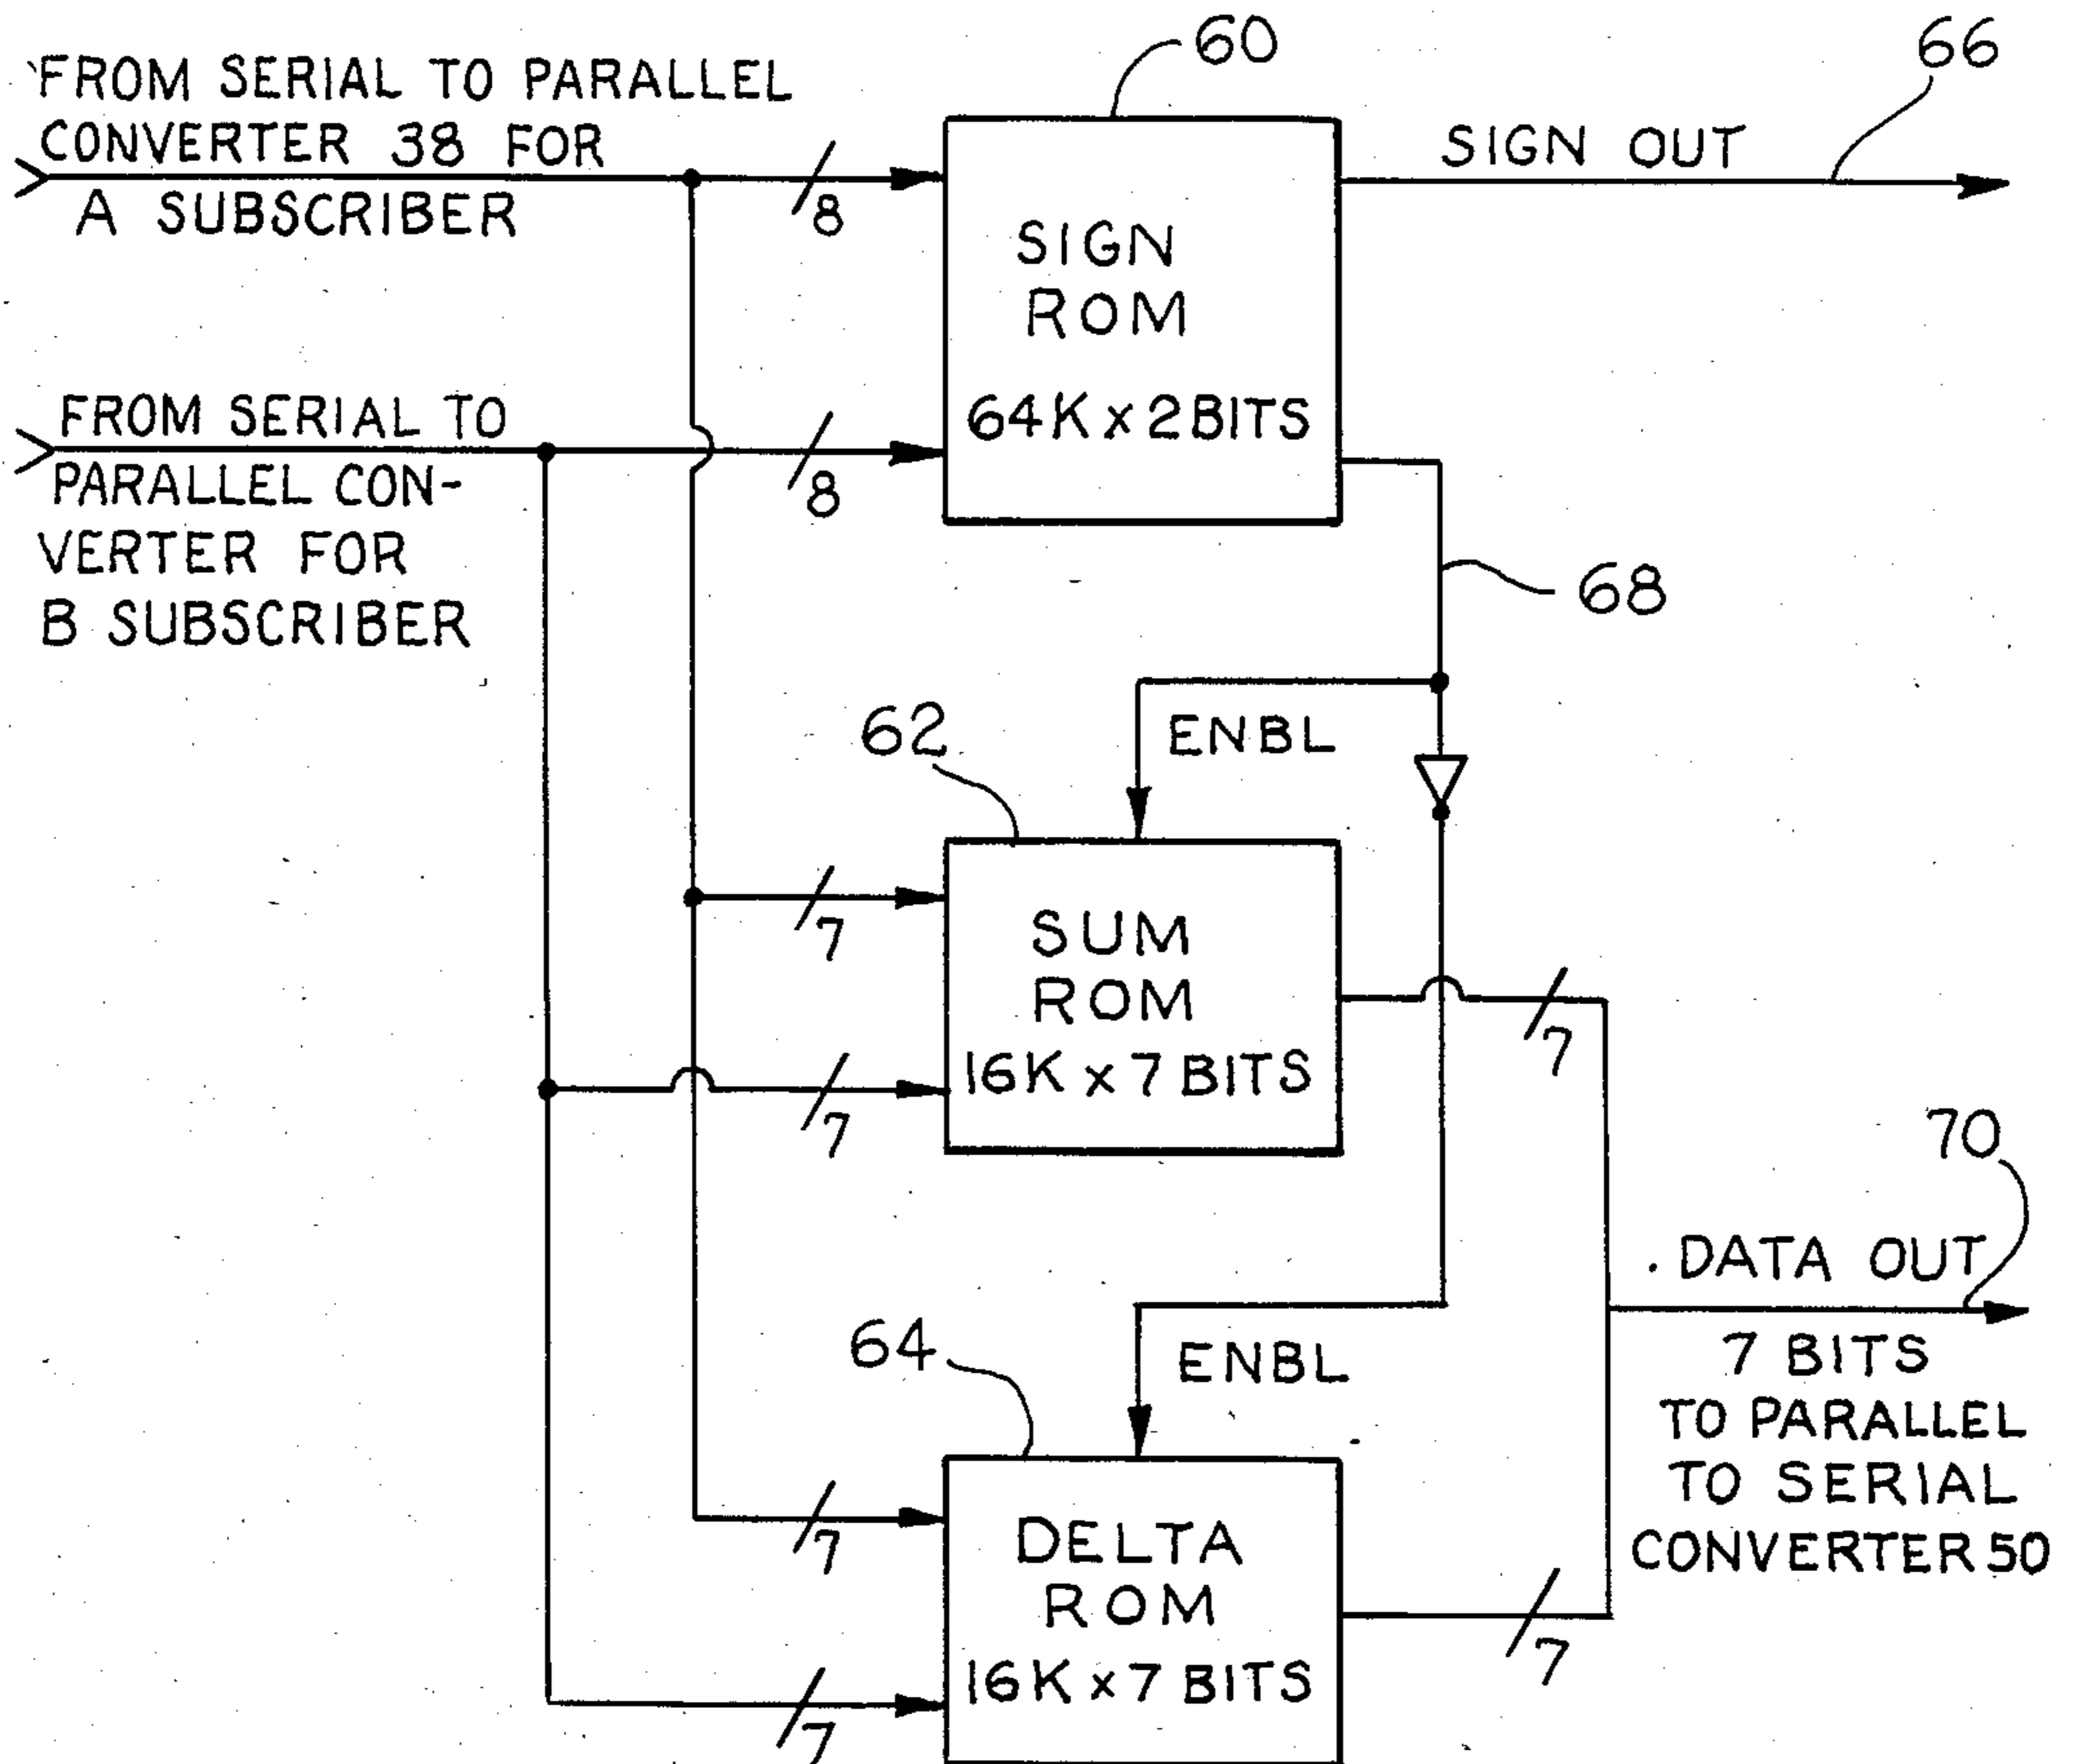 60
66
FROM SERIAL TO PARALLEL
CONVERTER 38 FOR
A SUBSCRIBER
8
SIGN
ROM
64K x 2BITS
SIGN OUT
FROM SERIAL TO
PARALLEL CON-
VERTER FOR
B SUBSCRIBER
8
68
62
ENBL
7
SUM
ROM
16K x 7 BITS
7
7
70
DATA OUT
7 BITS
TO PARALLEL
TO SERIAL
CONVERTER 50
64
ENBL
7
DELTA
ROM
16K x 7 BITS
7
7